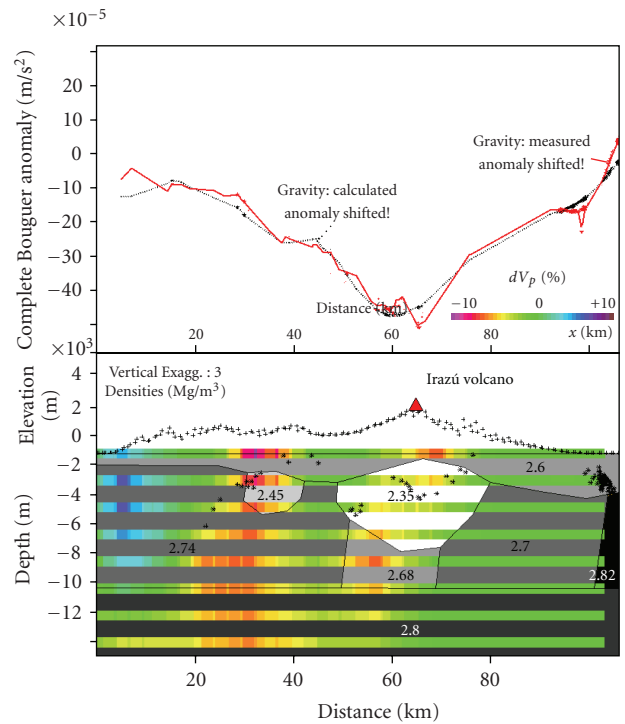 ×10⁻⁵
Complete Bouguer anomaly (m/s²)
30
20
10
0
−10
−20
−30
−40
Gravity: measured
anomaly shifted!
Gravity: calculated
anomaly shifted!
Distance (km)
dVp (%)
−10 0 +10
x (km)
20 40 60 80
×10³
Elevation
(m)
Depth (m)
4
2
0
−2
−4
−6
−8
−10
−12
Vertical Exagg. : 3
Densities (Mg/m³)
Irazú volcano
2.6
2.45
2.35
2.74
2.7
2.68
2.82
2.8
20 40 60 80
Distance (km)